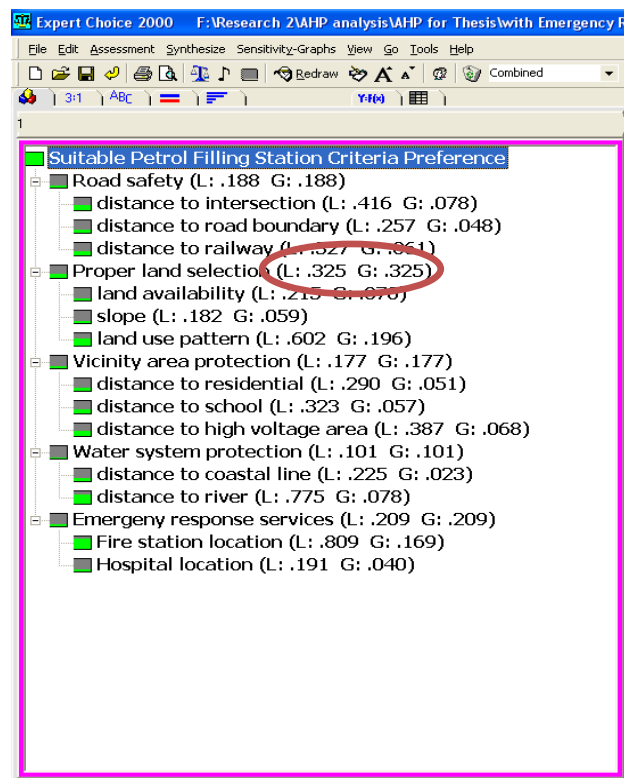 Expert Choice 2000 F:\Research 2\AHP analysis\AHP for Thesis\with Emergency R
File Edit Assessment Synthesize Sensitivity-Graphs View Go Tools Help
Redraw A A Combined
3:1 ABC Y=F(x)
1
Suitable Petrol Filling Station Criteria Preference
Road safety (L: .188 G: .188)
distance to intersection (L: .416 G: .078)
distance to road boundary (L: .257 G: .048)
distance to railway (L: .327 G: .061)
Proper land selection (L: .325 G: .325)
land availability (L: .215 G: .070)
slope (L: .182 G: .059)
land use pattern (L: .602 G: .196)
Vicinity area protection (L: .177 G: .177)
distance to residential (L: .290 G: .051)
distance to school (L: .323 G: .057)
distance to high voltage area (L: .387 G: .068)
Water system protection (L: .101 G: .101)
distance to coastal line (L: .225 G: .023)
distance to river (L: .775 G: .078)
Emergeny response services (L: .209 G: .209)
Fire station location (L: .809 G: .169)
Hospital location (L: .191 G: .040)